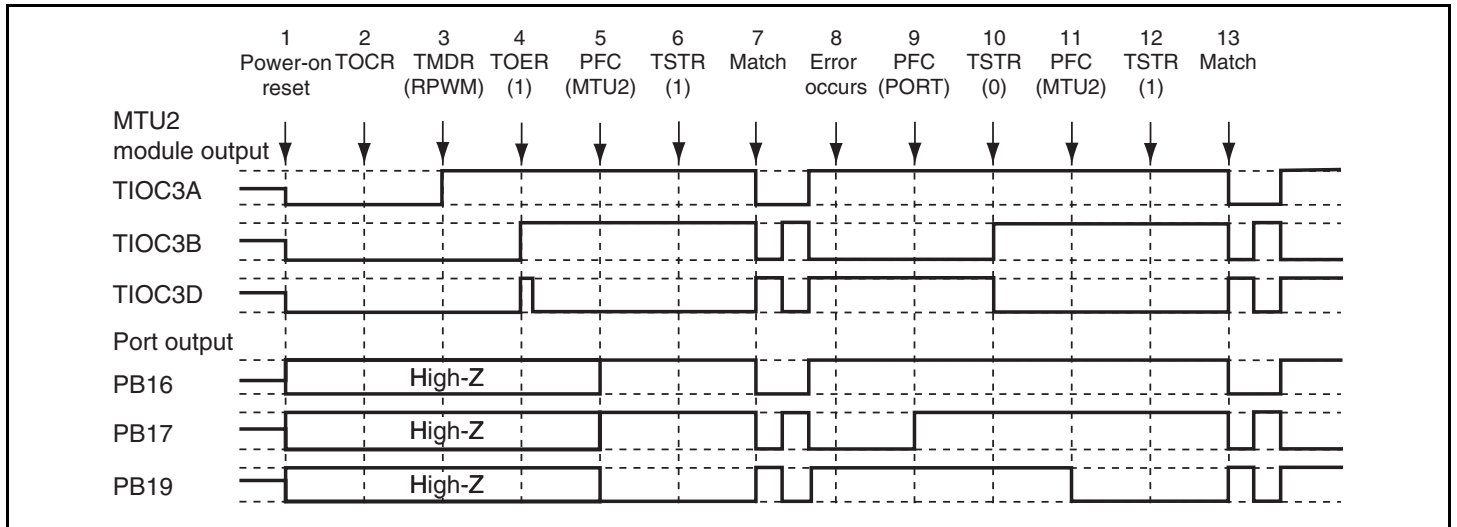 1 2 3 4 5 6 7 8 9 10 11 12 13
Power-on TOCR TMDR TOER PFC TSTR Match Error PFC TSTR PFC TSTR Match
reset (RPWM) (1) (MTU2) (1) occurs (PORT) (0) (MTU2) (1)
MTU2
module output
TIOC3A
TIOC3B
TIOC3D
Port output
PB16 High-Z
PB17 High-Z
PB19 High-Z